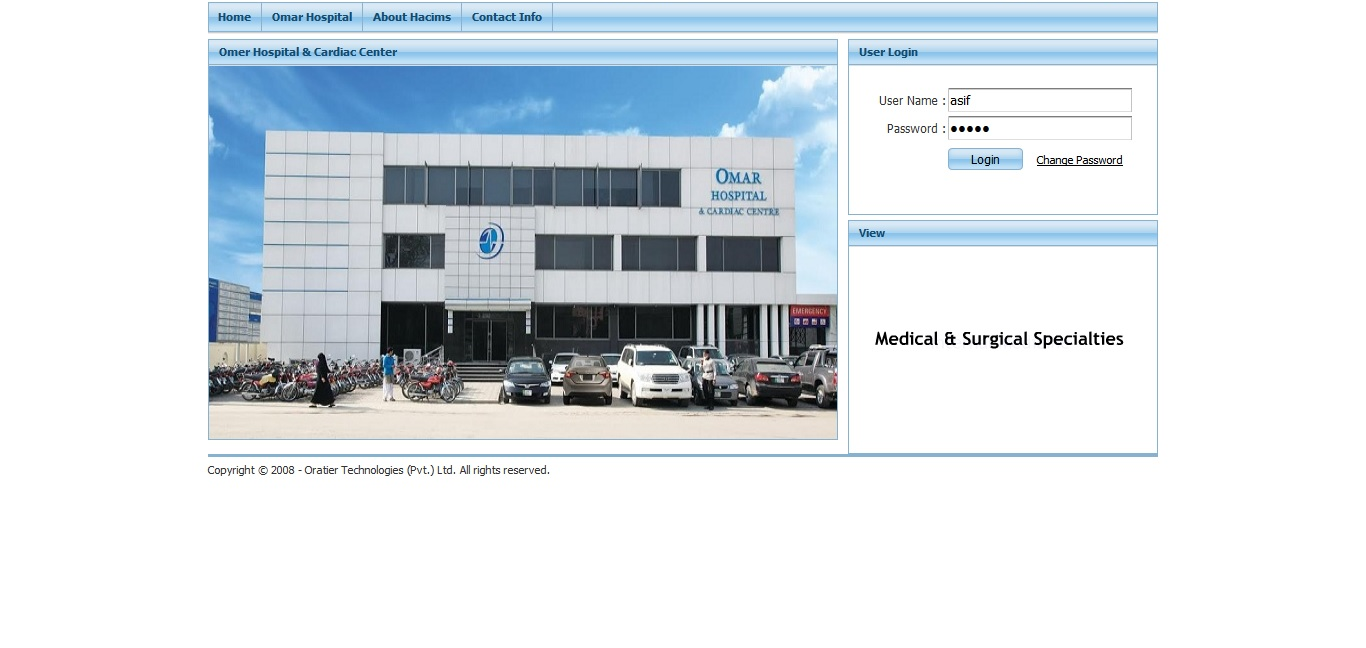 Home
Omar Hospital
About Hacims
Contact Info
Omer Hospital & Cardiac Center
OMAR
HOSPITAL
& CARDIAC CENTRE
EMERGENCY
User Login
User Name :
asif
Password :
●●●●●
Login
Change Password
View
Medical & Surgical Specialties
Copyright © 2008 - Oratier Technologies (Pvt.) Ltd. All rights reserved.